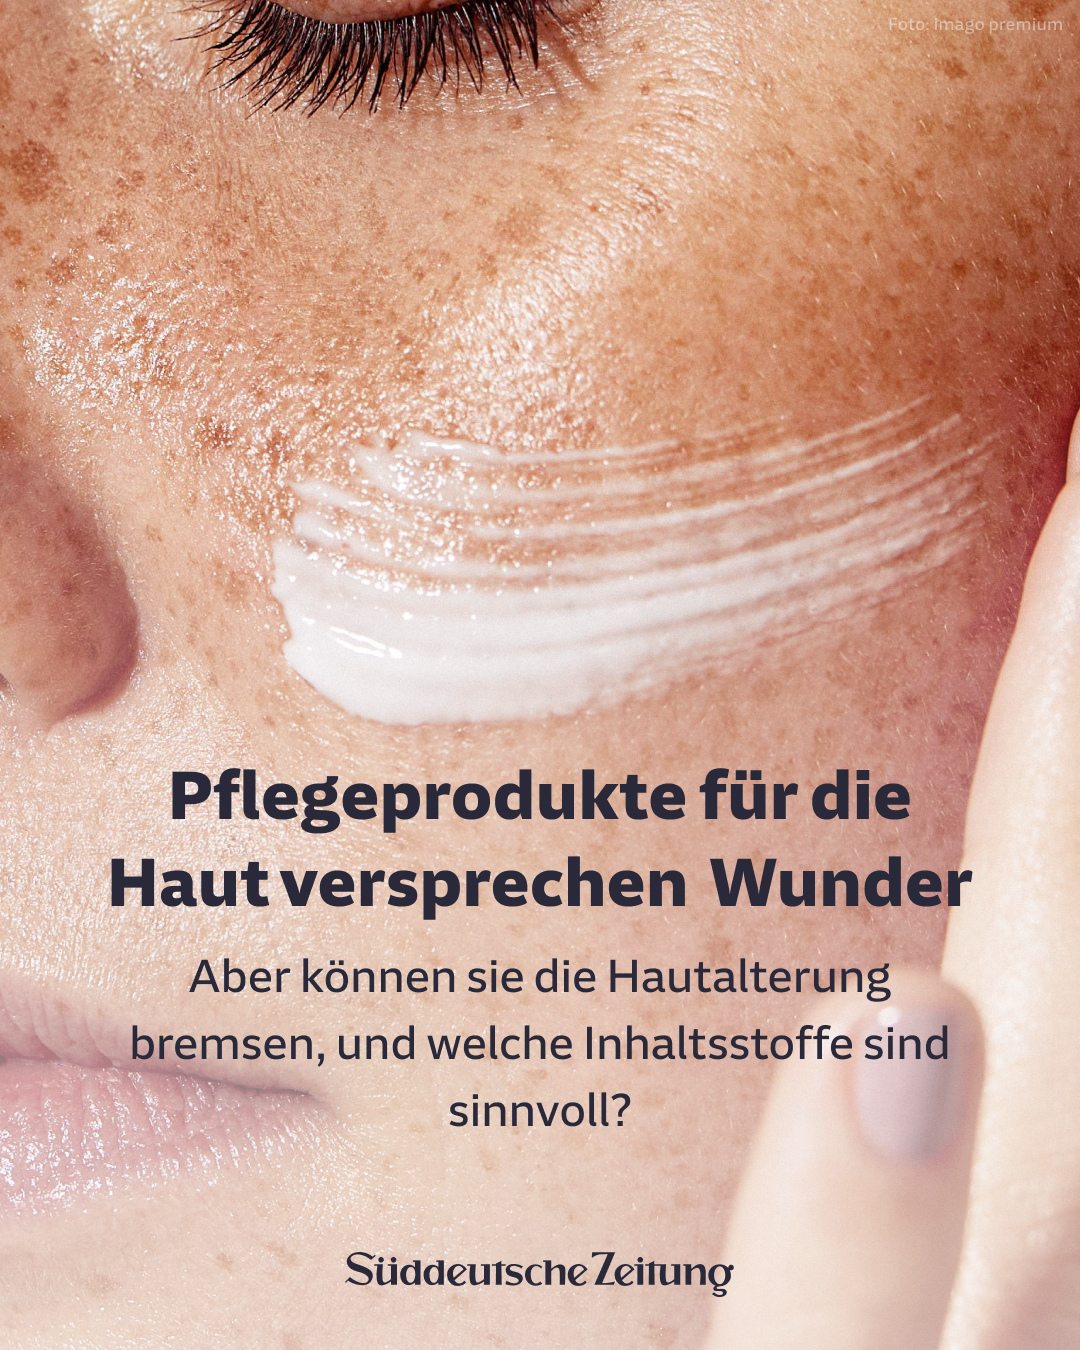 Foto: Imago premium
Pflegeprodukte für die
Haut versprechen Wunder
Aber können sie die Hautalterung
bremsen, und welche Inhaltsstoffe sind
sinnvoll?
Süddeutsche Zeitung